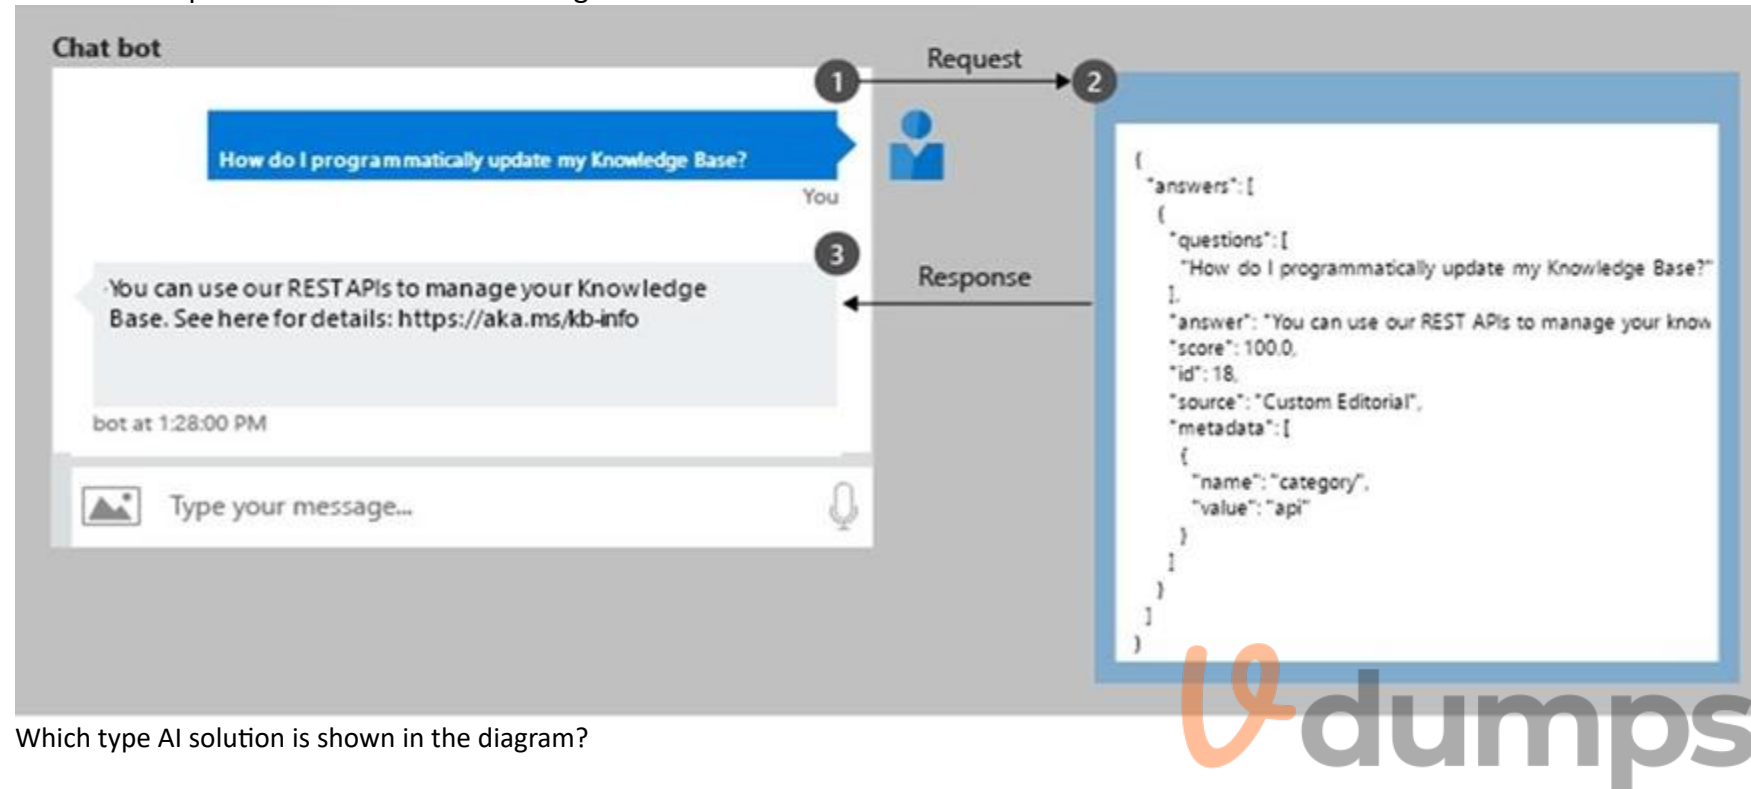 Chat bot
Request
1
2
How do I programmatically update my Knowledge Base?
You
3
Response
You can use our REST APIs to manage your Knowledge
Base. See here for details: https://aka.ms/kb-info
bot at 1:28:00 PM
Type your message...
{
"answers": [
{
"questions": [
"How do I programmatically update my Knowledge Base?"
],
"answer": "You can use our REST APIs to manage your know
"score": 100.0,
"id": 18,
"source": "Custom Editorial",
"metadata": [
{
"name": "category",
"value": "api"
}
]
}
]
}
Which type AI solution is shown in the diagram?
dumps